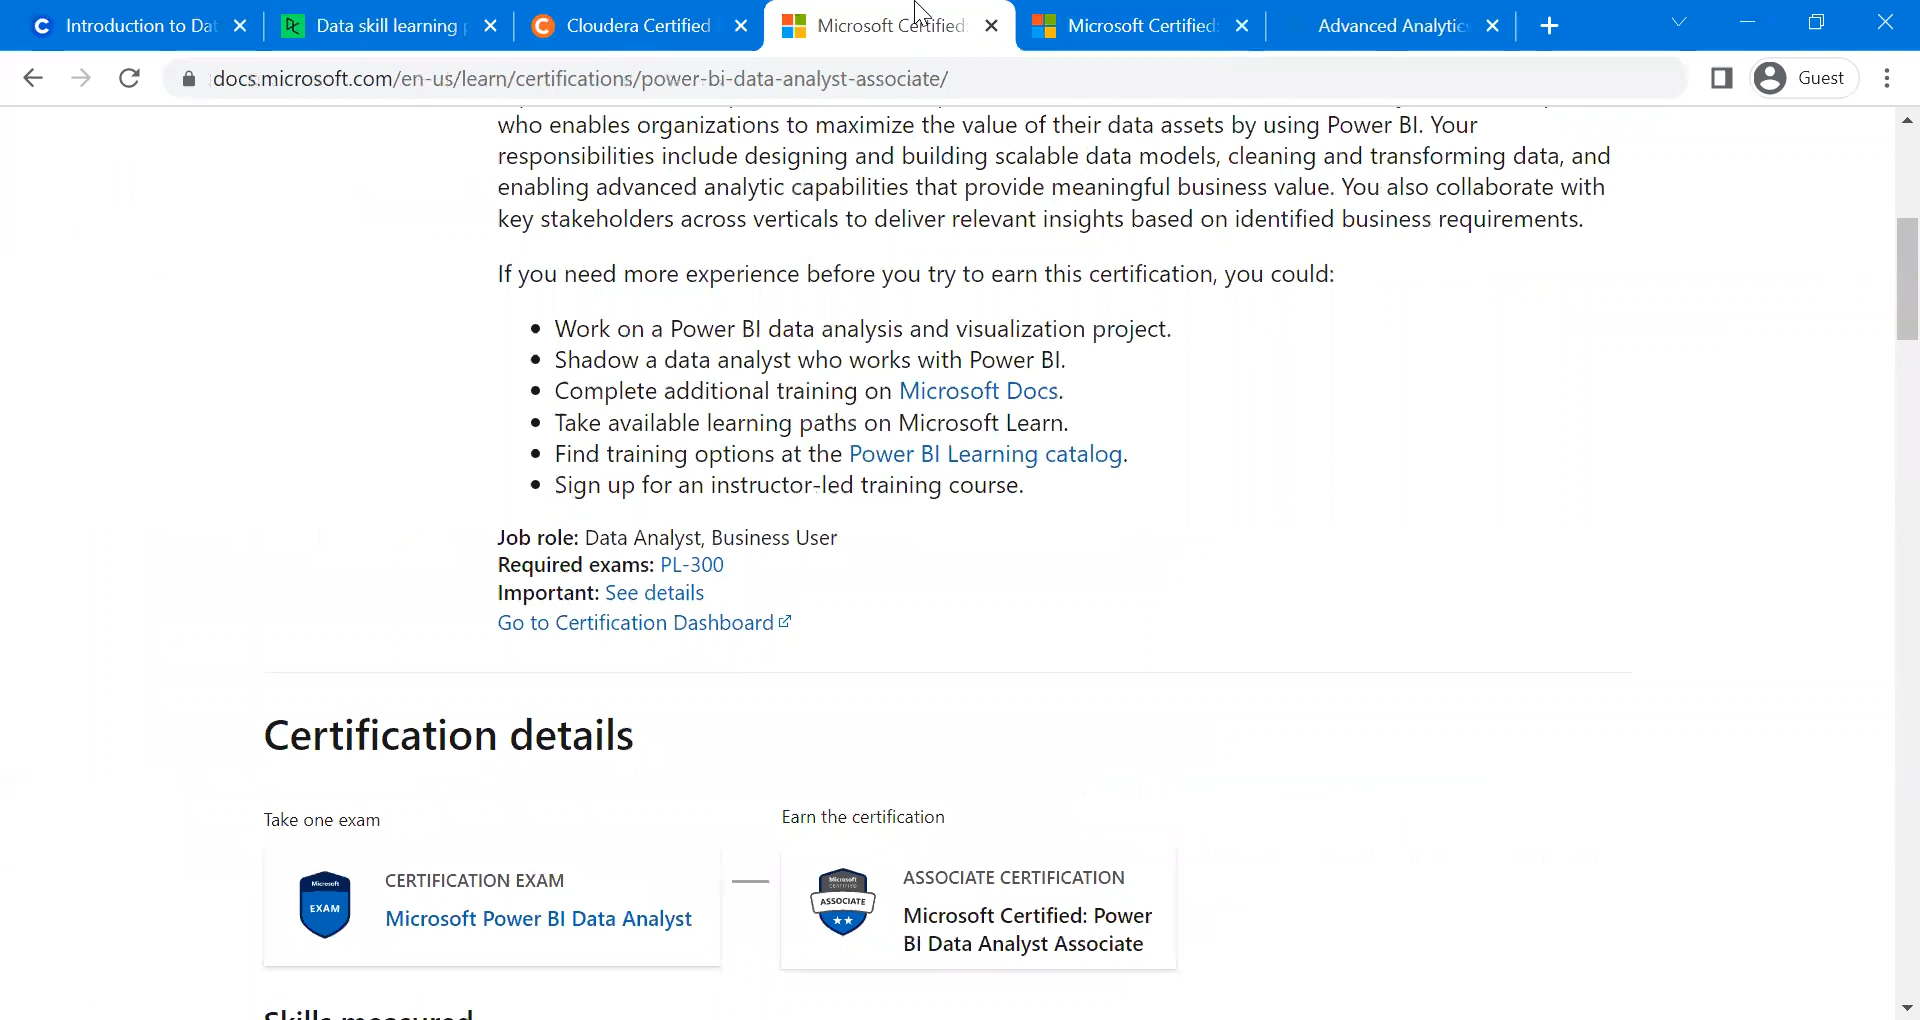 Introduction to Dat
Data skill learning
Cloudera Certified
Microsoft Certified:
Microsoft Certified:
Advanced Analytic
docs.microsoft.com/en-us/learn/certifications/power-bi-data-analyst-associate/
Guest
who enables organizations to maximize the value of their data assets by using Power BI. Your
responsibilities include designing and building scalable data models, cleaning and transforming data, and
enabling advanced analytic capabilities that provide meaningful business value. You also collaborate with
key stakeholders across verticals to deliver relevant insights based on identified business requirements.
If you need more experience before you try to earn this certification, you could:
Work on a Power BI data analysis and visualization project.
Shadow a data analyst who works with Power BI.
Complete additional training on Microsoft Docs.
Take available learning paths on Microsoft Learn.
Find training options at the Power BI Learning catalog.
Sign up for an instructor-led training course.
Job role: Data Analyst, Business User
Required exams: PL-300
Important: See details
Go to Certification Dashboard
Certification details
Take one exam
Microsoft
EXAM
CERTIFICATION EXAM
Microsoft Power BI Data Analyst
Earn the certification
Microsoft
CERTIFIED
ASSOCIATE
ASSOCIATE CERTIFICATION
Microsoft Certified: Power
BI Data Analyst Associate
Skills measured